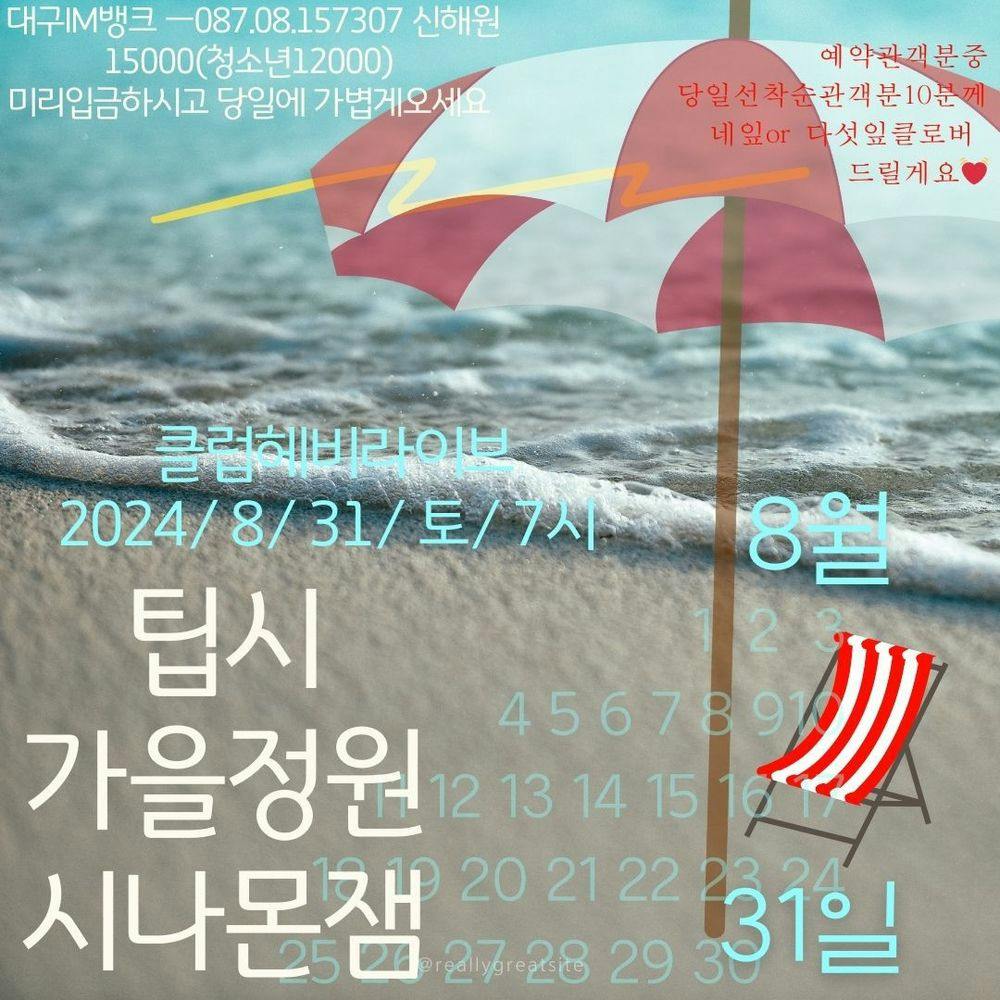 대구IM뱅크 —087.08.157307 신해원
15000(청소년12000)
미리입금하시고 당일에 가볍게오세요
예약관객분중
당일선착순관객분10분께
네잎or 다섯잎클로버
드릴게요
클럽헤비라이브
2024/ 8/ 31/ 토/ 7시
팁시
가을정원
시나몬잼
8월
1 2 3
4 5 6 7 8 9 10
11 12 13 14 15 16 17
18 19 20 21 22 23 24
25 26 27 28 29 30
31일
@reallygreatsite